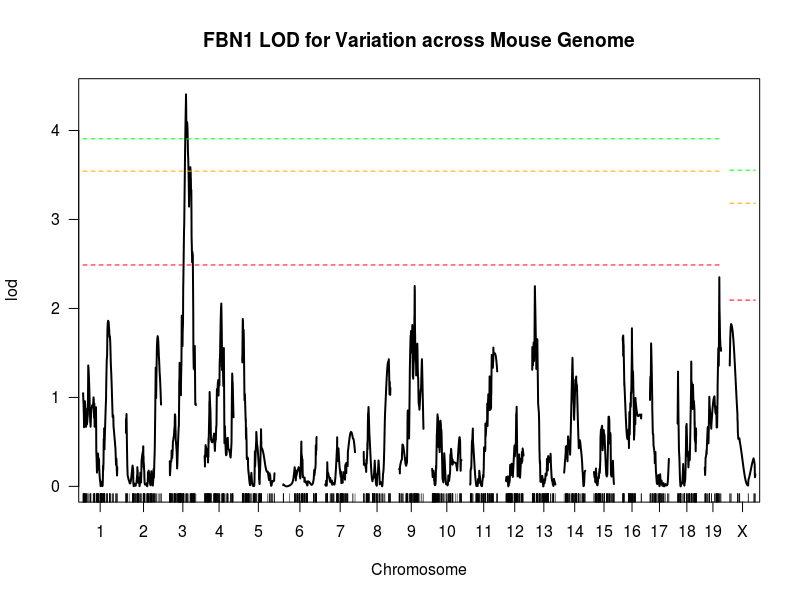 FBN1 LOD for Variation across Mouse Genome
4
3
2
1
0
lod
1 2 3 4 5 6 7 8 9 10 11 12 13 14 15 16 17 18 19 X
Chromosome